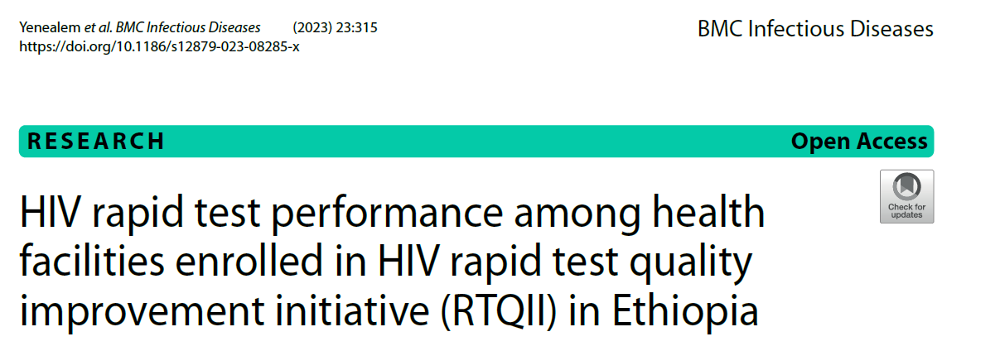 Yenealem et al. BMC Infectious Diseases (2023) 23:315
https://doi.org/10.1186/s12879-023-08285-x
BMC Infectious Diseases
RESEARCH
Open Access
Check for
updates
HIV rapid test performance among health
facilities enrolled in HIV rapid test quality
improvement initiative (RTQII) in Ethiopia